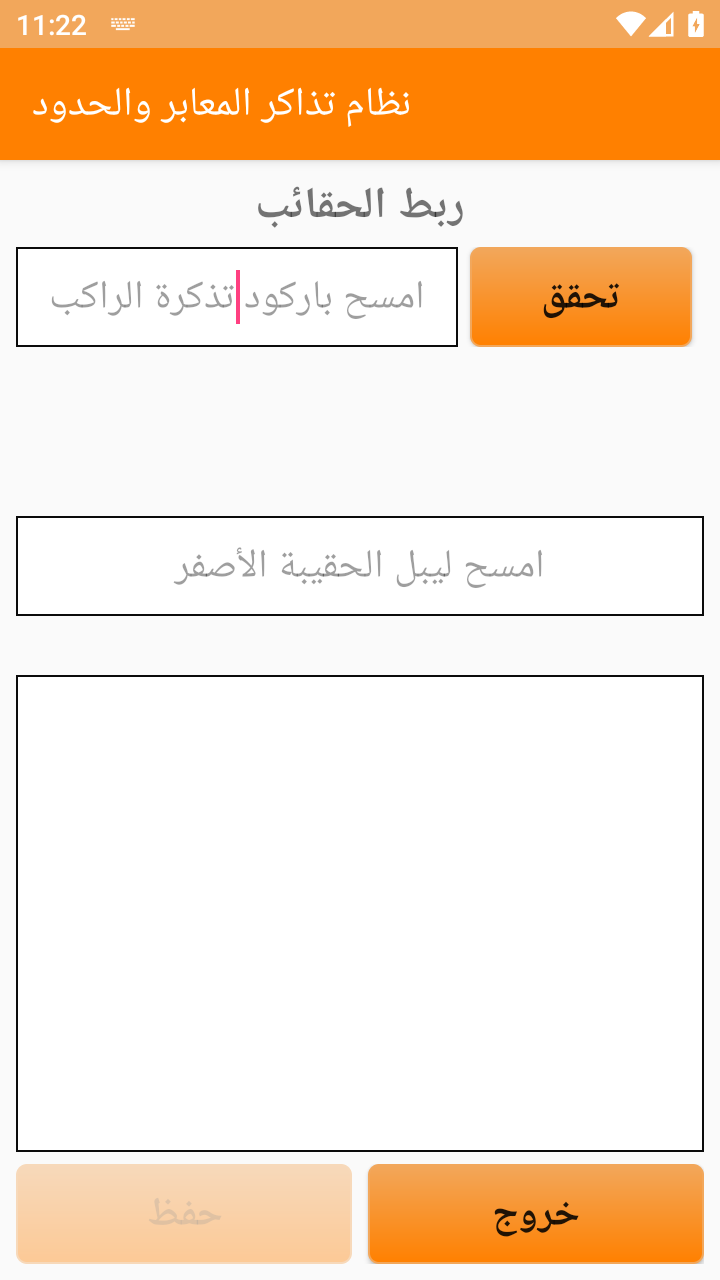 11:22
نظام تذاكر المعابر والحدود
ربط الحقائب
امسح باركود تذكرة الراكب
تحقق
امسح ليبل الحقيبة الأصفر
خروج
حفظ